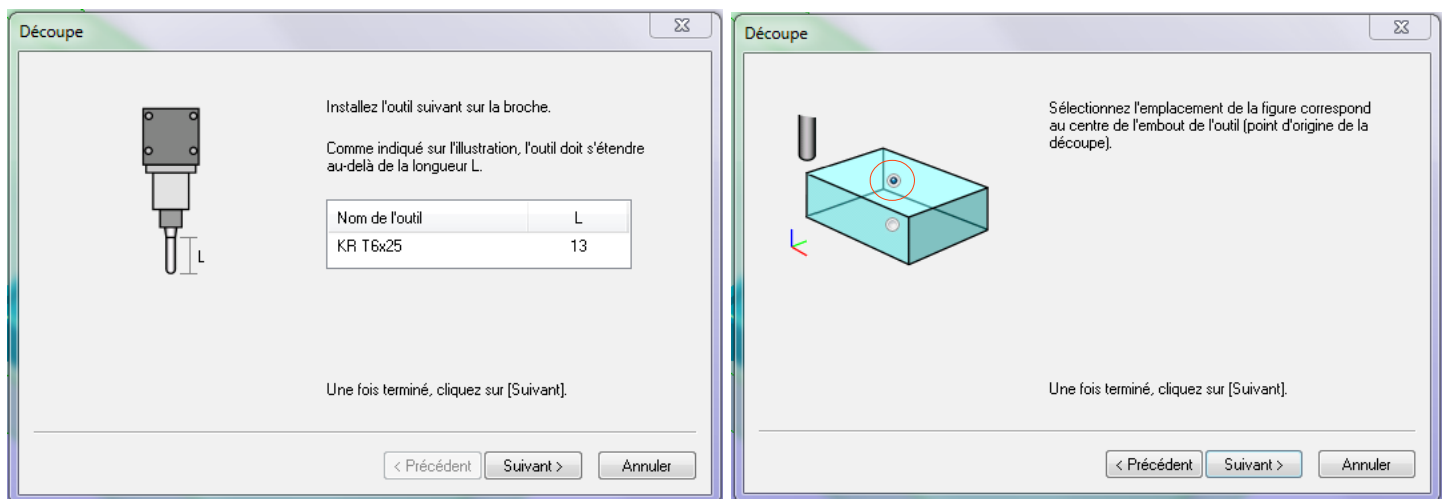 Découpe
Installez l'outil suivant sur la broche.
Comme indiqué sur l'illustration, l'outil doit s'étendre
au-delà de la longueur L.
L
Nom de l'outil L
KR T6x25 13
Une fois terminé, cliquez sur [Suivant].
< Précédent Suivant > Annuler
Découpe
Sélectionnez l'emplacement de la figure correspond
au centre de l'embout de l'outil (point d'origine de la
découpe).
Une fois terminé, cliquez sur [Suivant].
< Précédent Suivant > Annuler